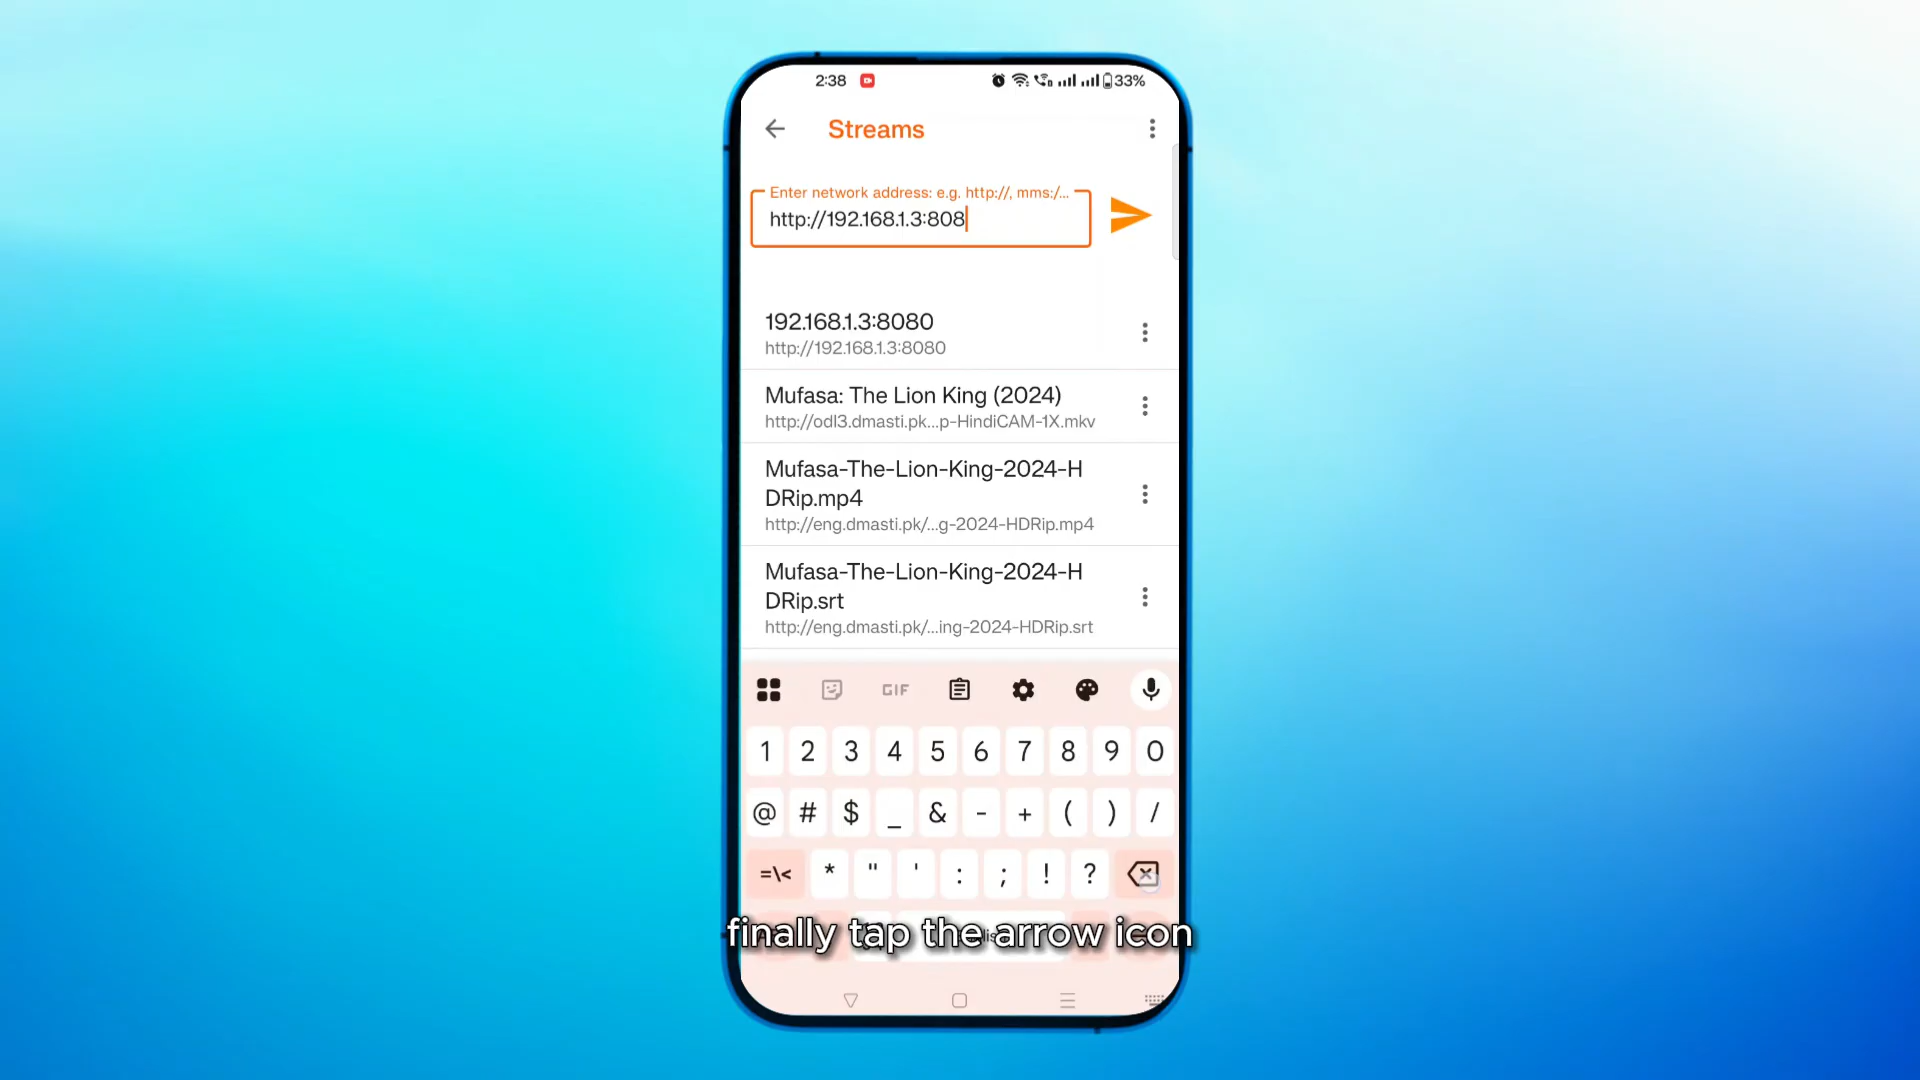 2:38
33%
Streams
Enter network address: e.g. http://, mms:/...
http://192.168.1.3:808
192.168.1.3:8080
http://192.168.1.3:8080
Mufasa: The Lion King (2024)
http://odl3.dmasti.pk...p-HindiCAM-1X.mkv
Mufasa-The-Lion-King-2024-H
DRip.mp4
http://eng.dmasti.pk/...g-2024-HDRip.mp4
Mufasa-The-Lion-King-2024-H
DRip.srt
http://eng.dmasti.pk/...ing-2024-HDRip.srt
GIF
1 2 3 4 5 6 7 8 9 0
@ # $ _ & - + ( ) /
=\< * " ' : ; ! ?
finally tap the arrow icon